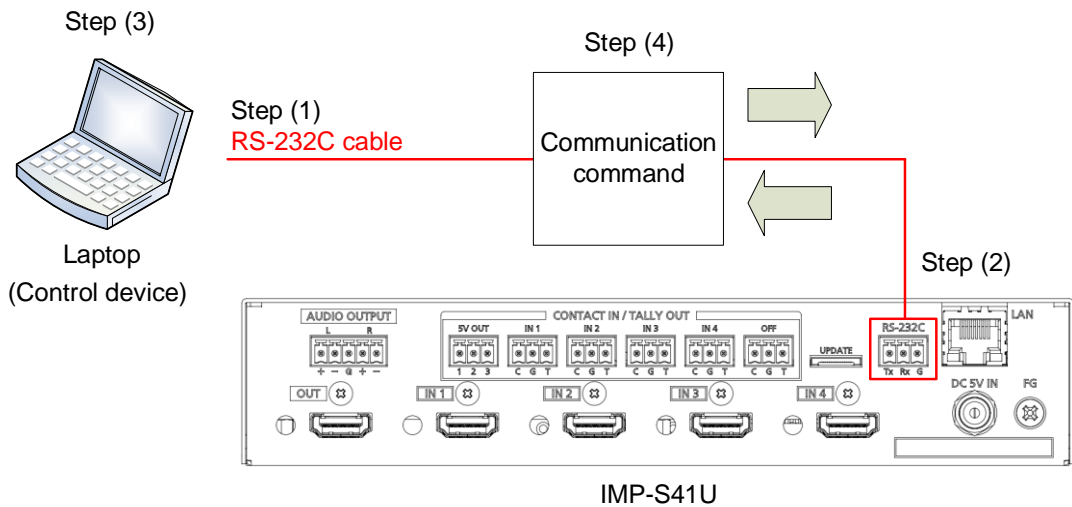 Step (3)
Step (4)
Step (1)
RS-232C cable
Communication
command
Laptop
(Control device)
Step (2)
AUDIO OUTPUT
L R
+ − G + −
CONTACT IN / TALLY OUT
5V OUT IN 1 IN 2 IN 3 IN 4 OFF
1 2 3 C G T C G T C G T C G T C G T
UPDATE
RS-232C
Tx Rx G
LAN
OUT IN 1 IN 2 IN 3 IN 4
DC 5V IN FG
IMP-S41U